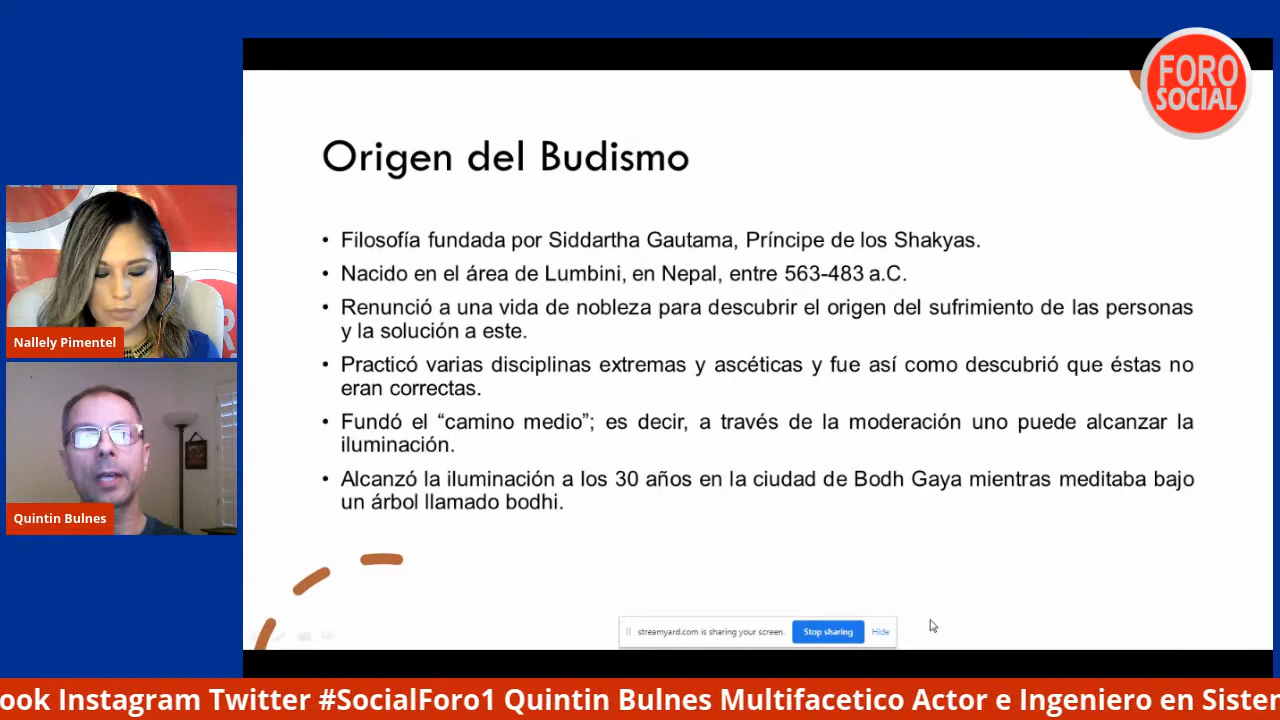 FORO
SOCIAL
Origen del Budismo
• Filosofía fundada por Siddartha Gautama, Príncipe de los Shakyas.
• Nacido en el área de Lumbini, en Nepal, entre 563-483 a.C.
• Renunció a una vida de nobleza para descubrir el origen del sufrimiento de las personas
y la solución a este.
• Practicó varias disciplinas extremas y ascéticas y fue así como descubrió que éstas no
eran correctas.
• Fundó el “camino medio”; es decir, a través de la moderación uno puede alcanzar la
iluminación.
• Alcanzó la iluminación a los 30 años en la ciudad de Bodh Gaya mientras meditaba bajo
un árbol llamado bodhi.
Nallely Pimentel
Quintin Bulnes
streamyard.com is sharing your screen. Stop sharing Hide
ook Instagram Twitter #SocialForo1 Quintin Bulnes Multifacetico Actor e Ingeniero en Sister